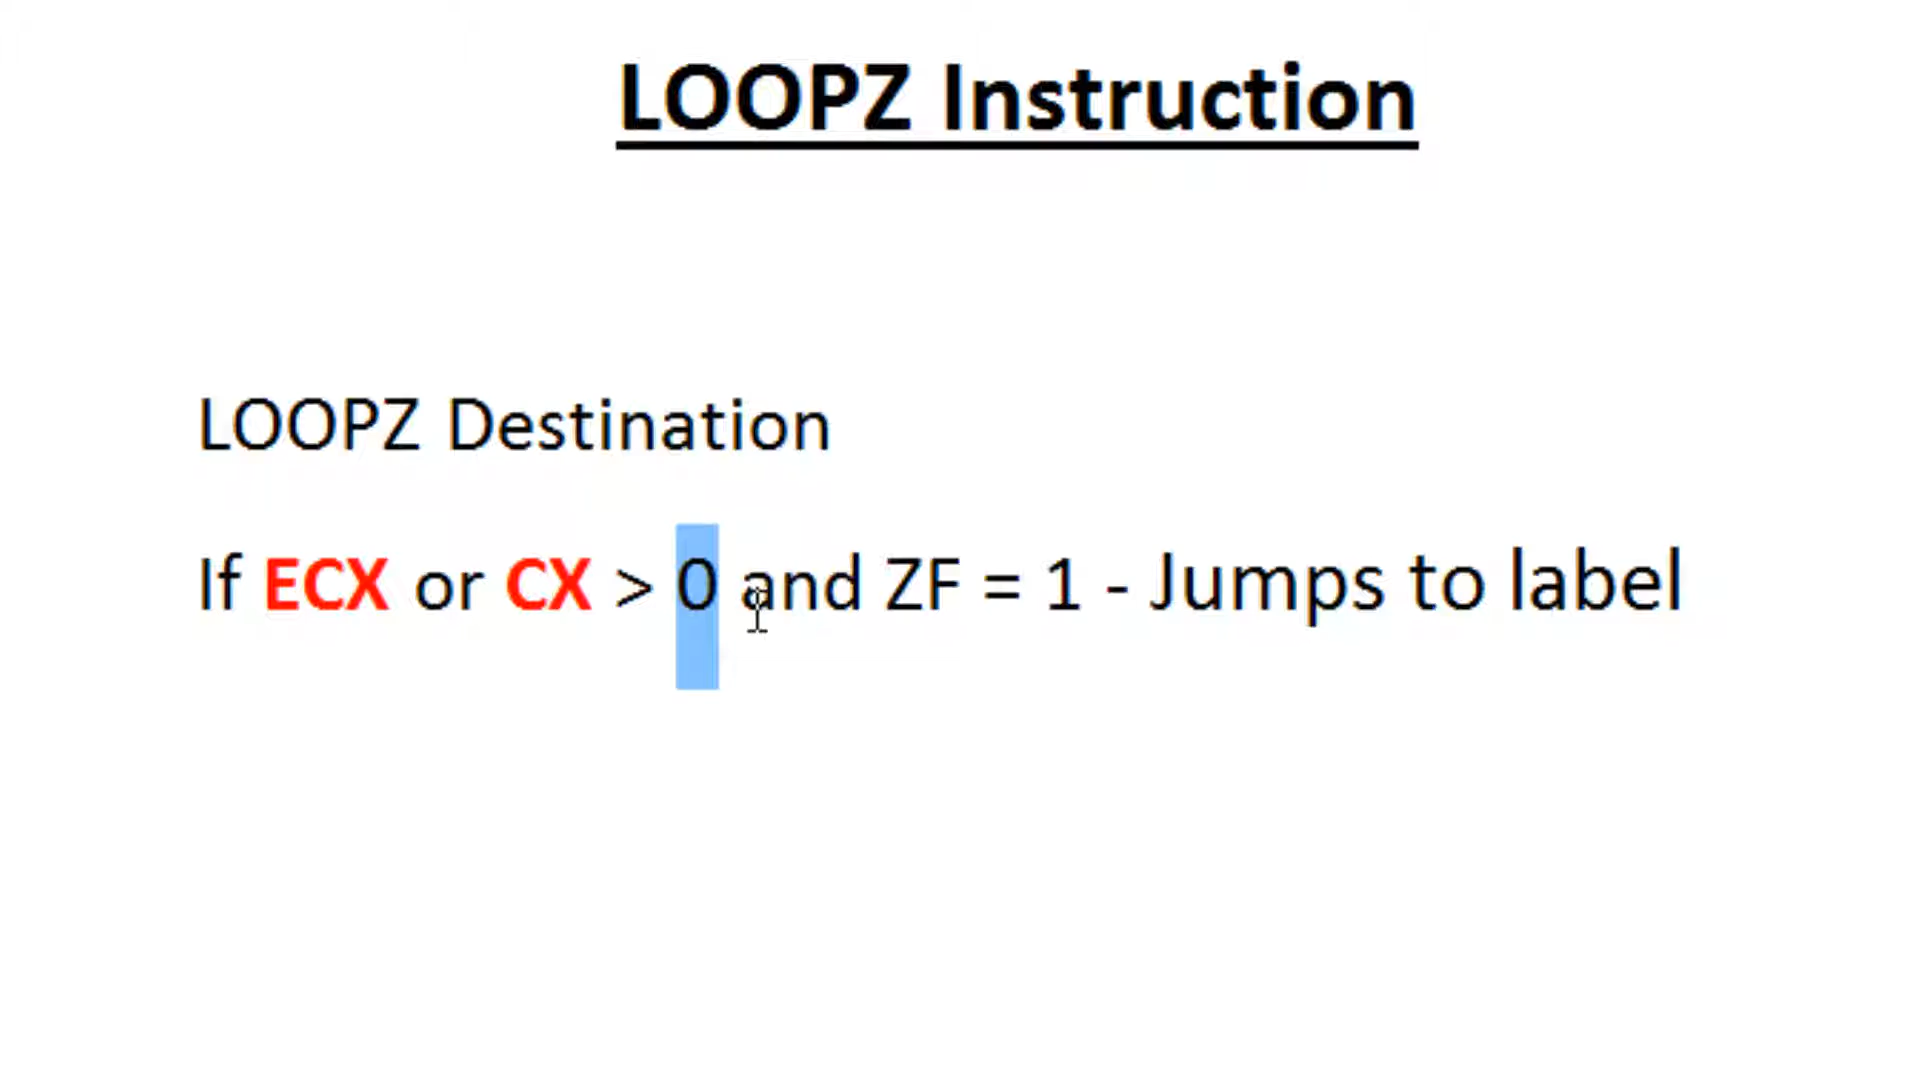 LOOPZ Instruction
LOOPZ Destination
If ECX or CX > 0 and ZF = 1 - Jumps to label